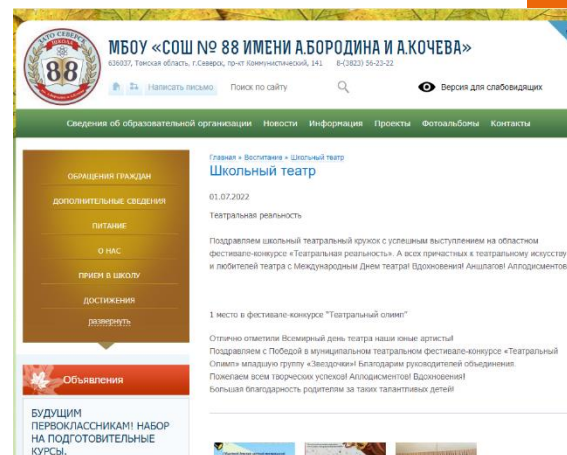 ЗАТО СЕВЕРСК
ШКОЛА
88
МБОУ «СОШ № 88 ИМЕНИ А.БОРОДИНА И А.КОЧЕВА»
636037, Томская область, г.Северск, пр-кт Коммунистический, 141 8-(3823) 56-23-22
Написать письмо Поиск по сайту Версия для слабовидящих
Сведения об образовательной организации Новости Информация Проекты Фотоальбомы Контакты
ОБРАЩЕНИЯ ГРАЖДАН
ДОПОЛНИТЕЛЬНЫЕ СВЕДЕНИЯ
ПИТАНИЕ
О НАС
ПРИЕМ В ШКОЛУ
ДОСТИЖЕНИЯ
развернуть
Объявления
БУДУЩИМ
ПЕРВОКЛАССНИКАМ! НАБОР
НА ПОДГОТОВИТЕЛЬНЫЕ
КУРСЫ.
Главная » Воспитание » Школьный театр
Школьный театр
01.07.2022
Театральная реальность
Поздравляем школьный театральный кружок с успешным выступлением на областном
фестивале-конкурсе «Театральная реальность». А всех причастных к театральному искусству
и любителей театра с Международным Днем театра! Вдохновения! Аншлагов! Аплодисментов
1 место в фестивале-конкурсе "Театральный олимп"
Отлично отметили Всемирный день театра наши юные артисты!
Поздравляем с Победой в муниципальном театральном фестивале-конкурсе «Театральный
Олимп» младшую группу «Звездочки»! Благодарим руководителей объединения.
Пожелаем всем творческих успехов! Аплодисментов! Вдохновения!
Большая благодарность родителям за таких талантливых детей!